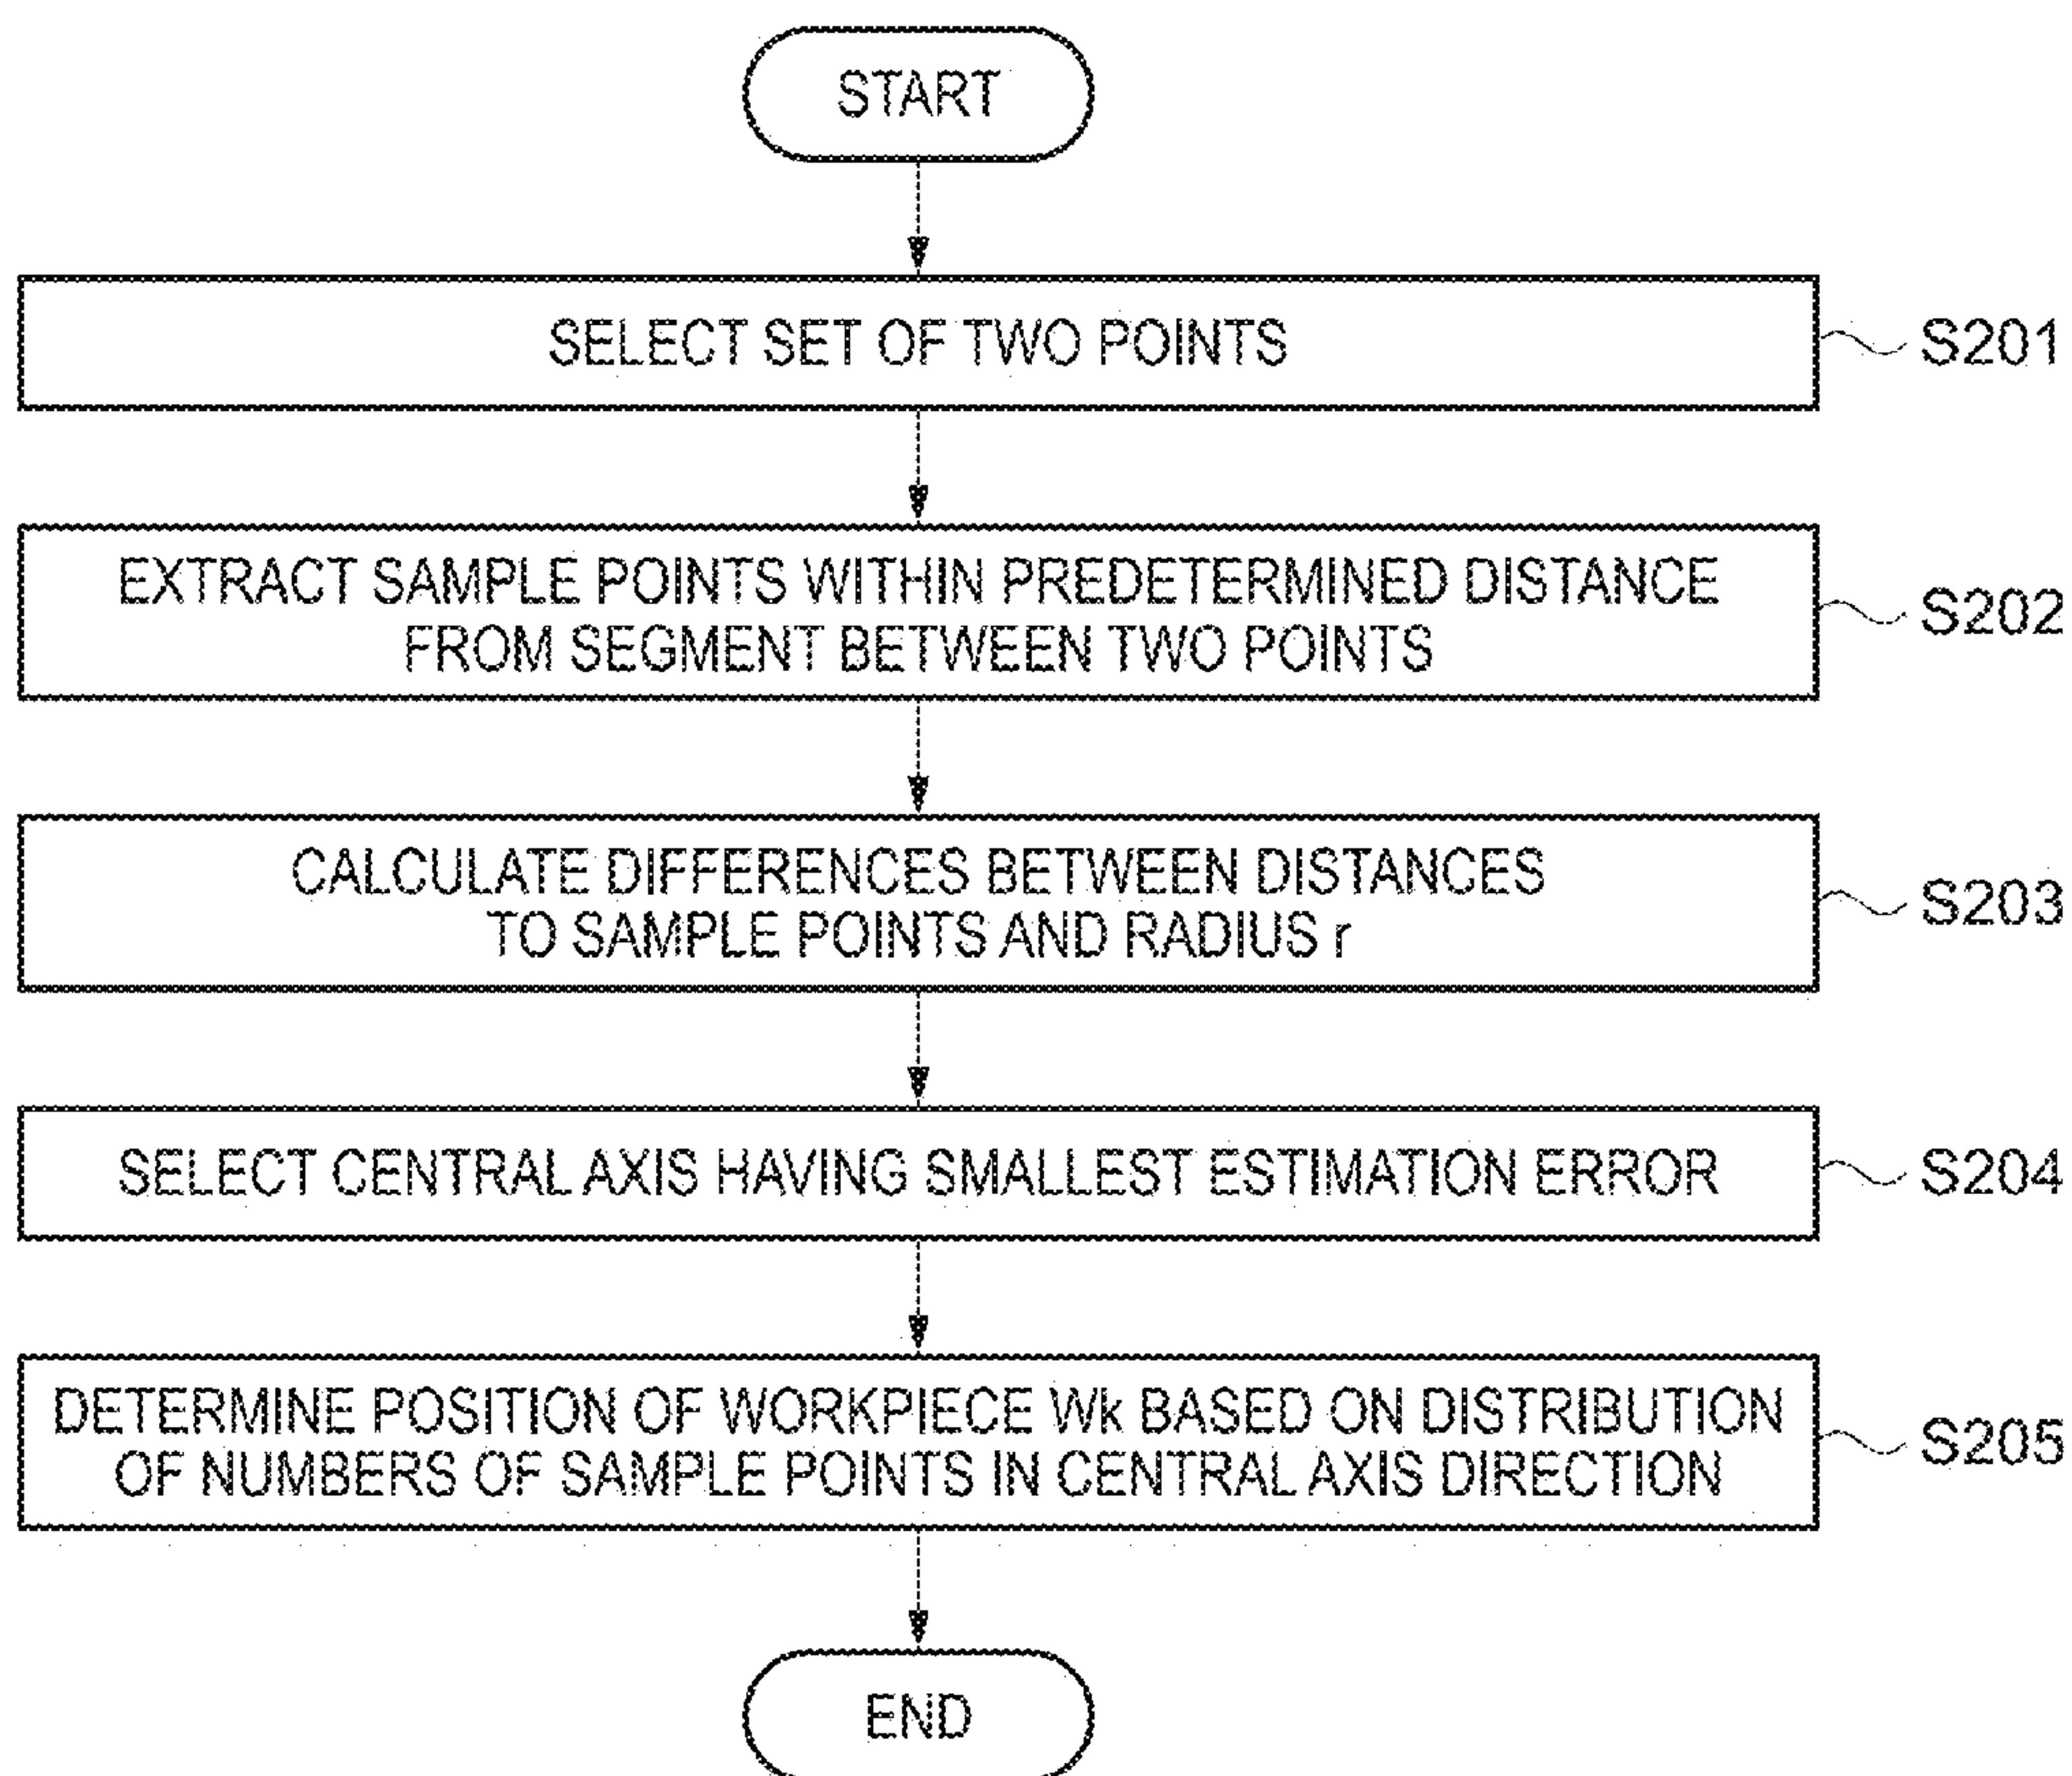 START
SELECT SET OF TWO POINTS
S201
EXTRACT SAMPLE POINTS WITHIN PREDETERMINED DISTANCE
FROM SEGMENT BETWEEN TWO POINTS
S202
CALCULATE DIFFERENCES BETWEEN DISTANCES
TO SAMPLE POINTS AND RADIUS r
S203
SELECT CENTRAL AXIS HAVING SMALLEST ESTIMATION ERROR
S204
DETERMINE POSITION OF WORKPIECE Wk BASED ON DISTRIBUTION
OF NUMBERS OF SAMPLE POINTS IN CENTRAL AXIS DIRECTION
S205
END